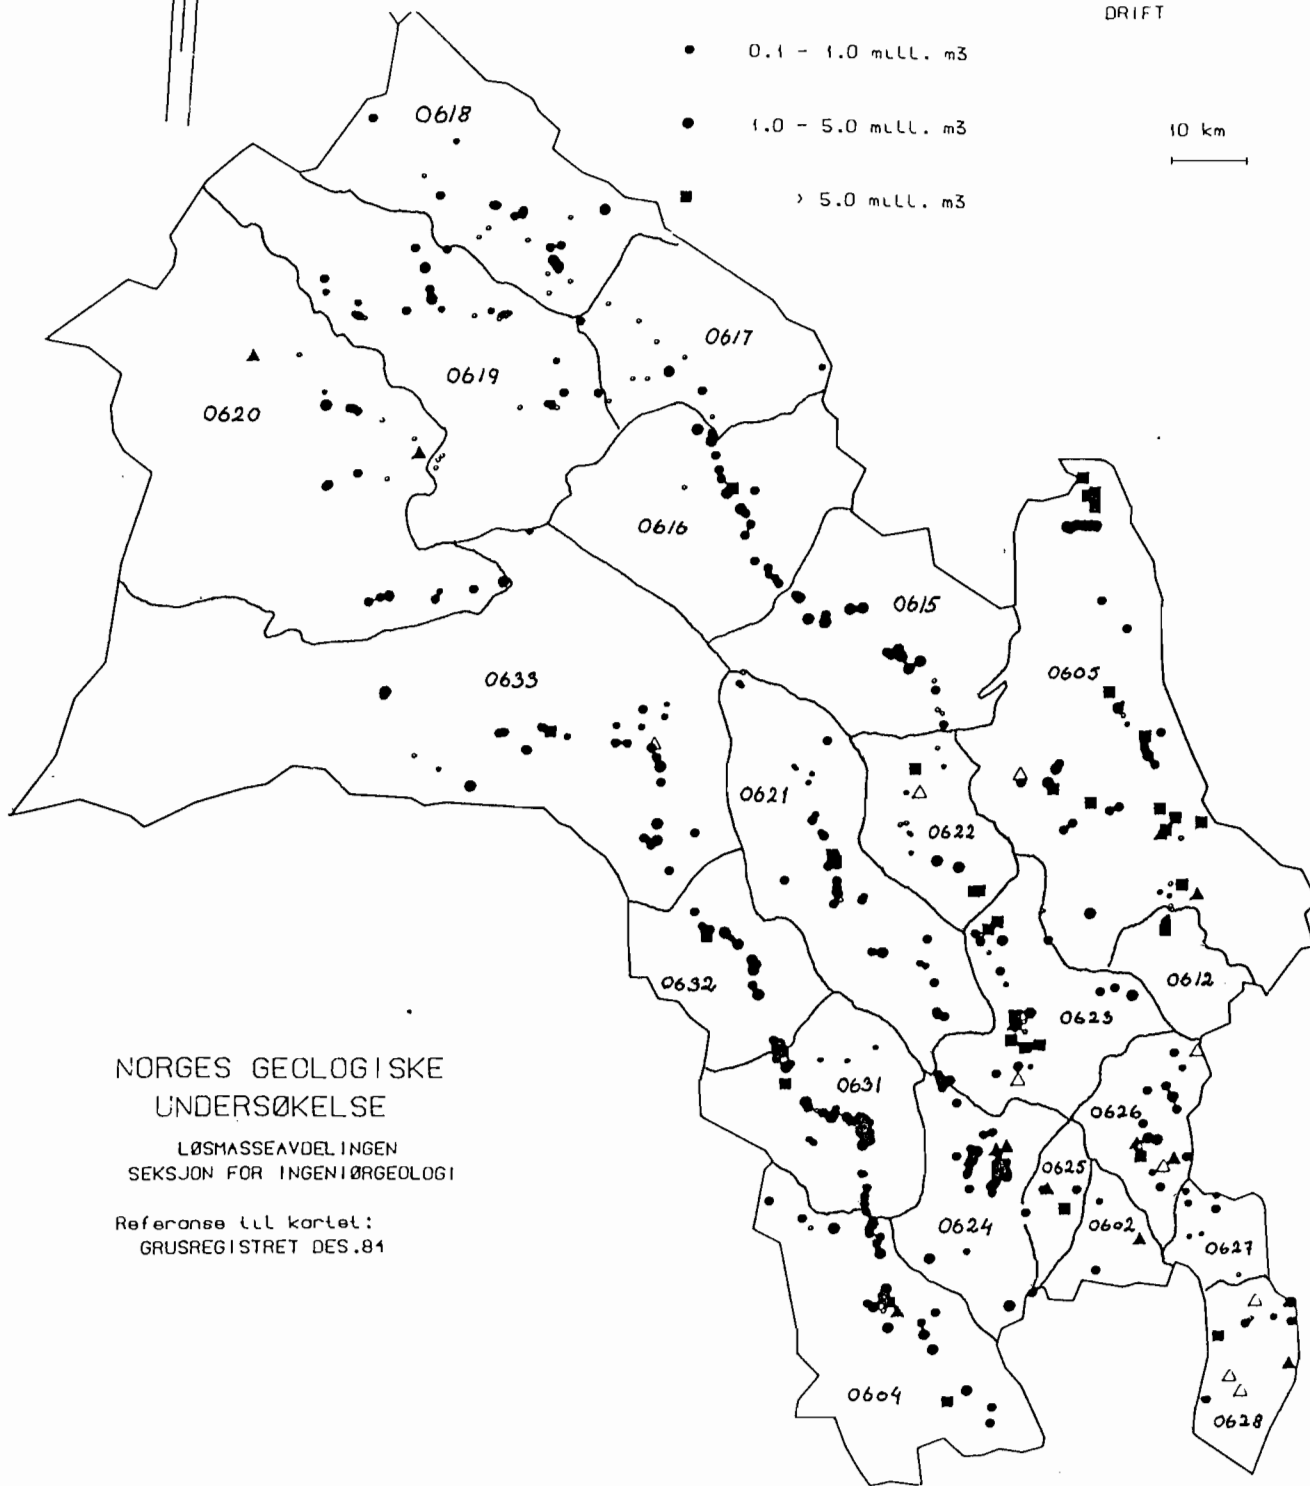 DRIFT
0.1 - 1.0 mill. m3
1.0 - 5.0 mill. m3
> 5.0 mill. m3
10 km
0618
0617
0619
0620
0616
0615
0605
0633
0621
0622
0632
0612
0623
0631
0626
0625
0624
0602
0627
0604
0628
NORGES GEOLOGISKE
UNDERSØKELSE
LØSMASSEAVDELINGEN
SEKSJON FOR INGENIØRGEOLOGI
Referanse til kartet:
GRUSREGISTRET DES.81